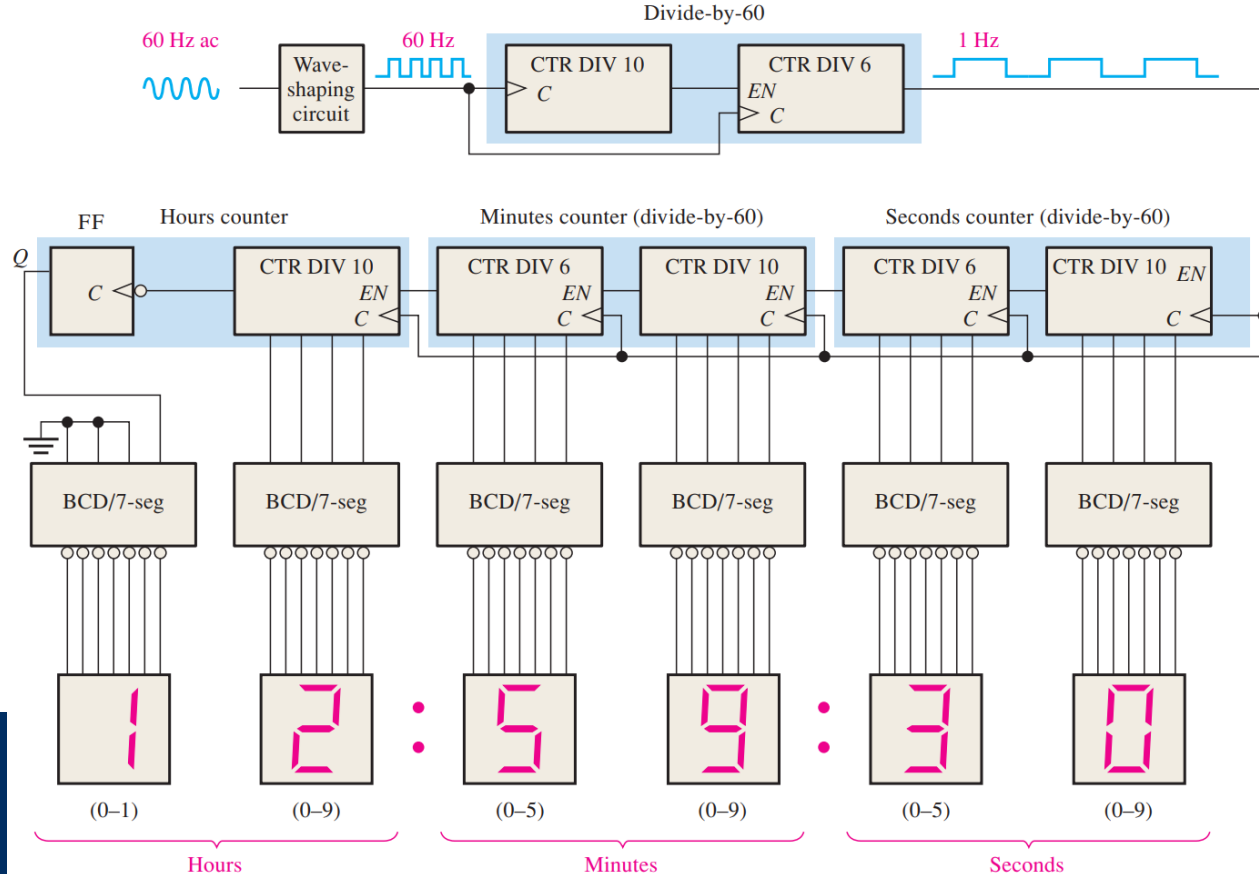 Divide-by-60
60 Hz ac
60 Hz
1 Hz
Wave-
shaping
circuit
CTR DIV 10
C
CTR DIV 6
EN
C
FF
Hours counter
Minutes counter (divide-by-60)
Seconds counter (divide-by-60)
Q
C
CTR DIV 10
EN
C
CTR DIV 6
EN
C
CTR DIV 10
EN
C
CTR DIV 6
EN
C
CTR DIV 10
EN
C
BCD/7-seg
BCD/7-seg
BCD/7-seg
BCD/7-seg
BCD/7-seg
BCD/7-seg
1 2 : 5 9 : 3 0
(0–1)
(0–9)
(0–5)
(0–9)
(0–5)
(0–9)
Hours
Minutes
Seconds